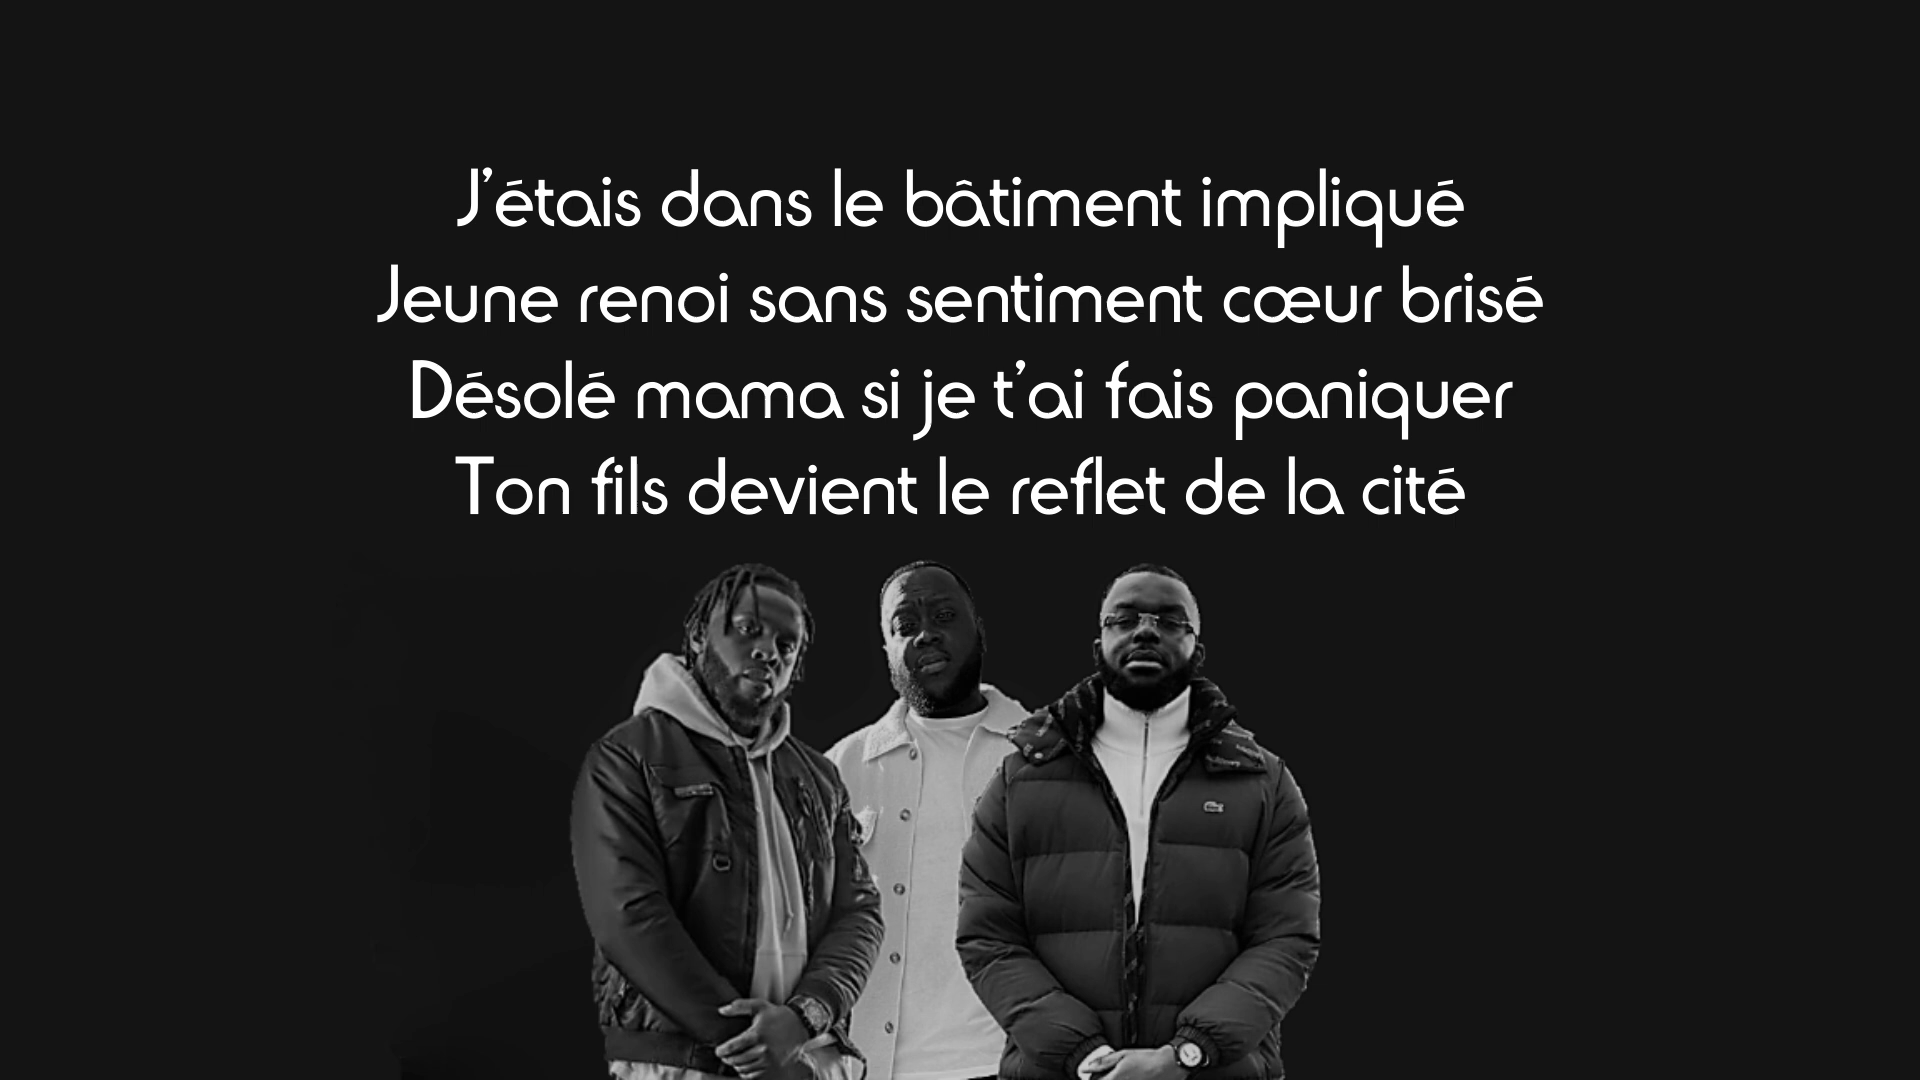 J'étais dans le bâtiment impliqué
Jeune renoi sans sentiment cœur brisé
Désolé mama si je t'ai fais paniquer
Ton fils devient le reflet de la cité